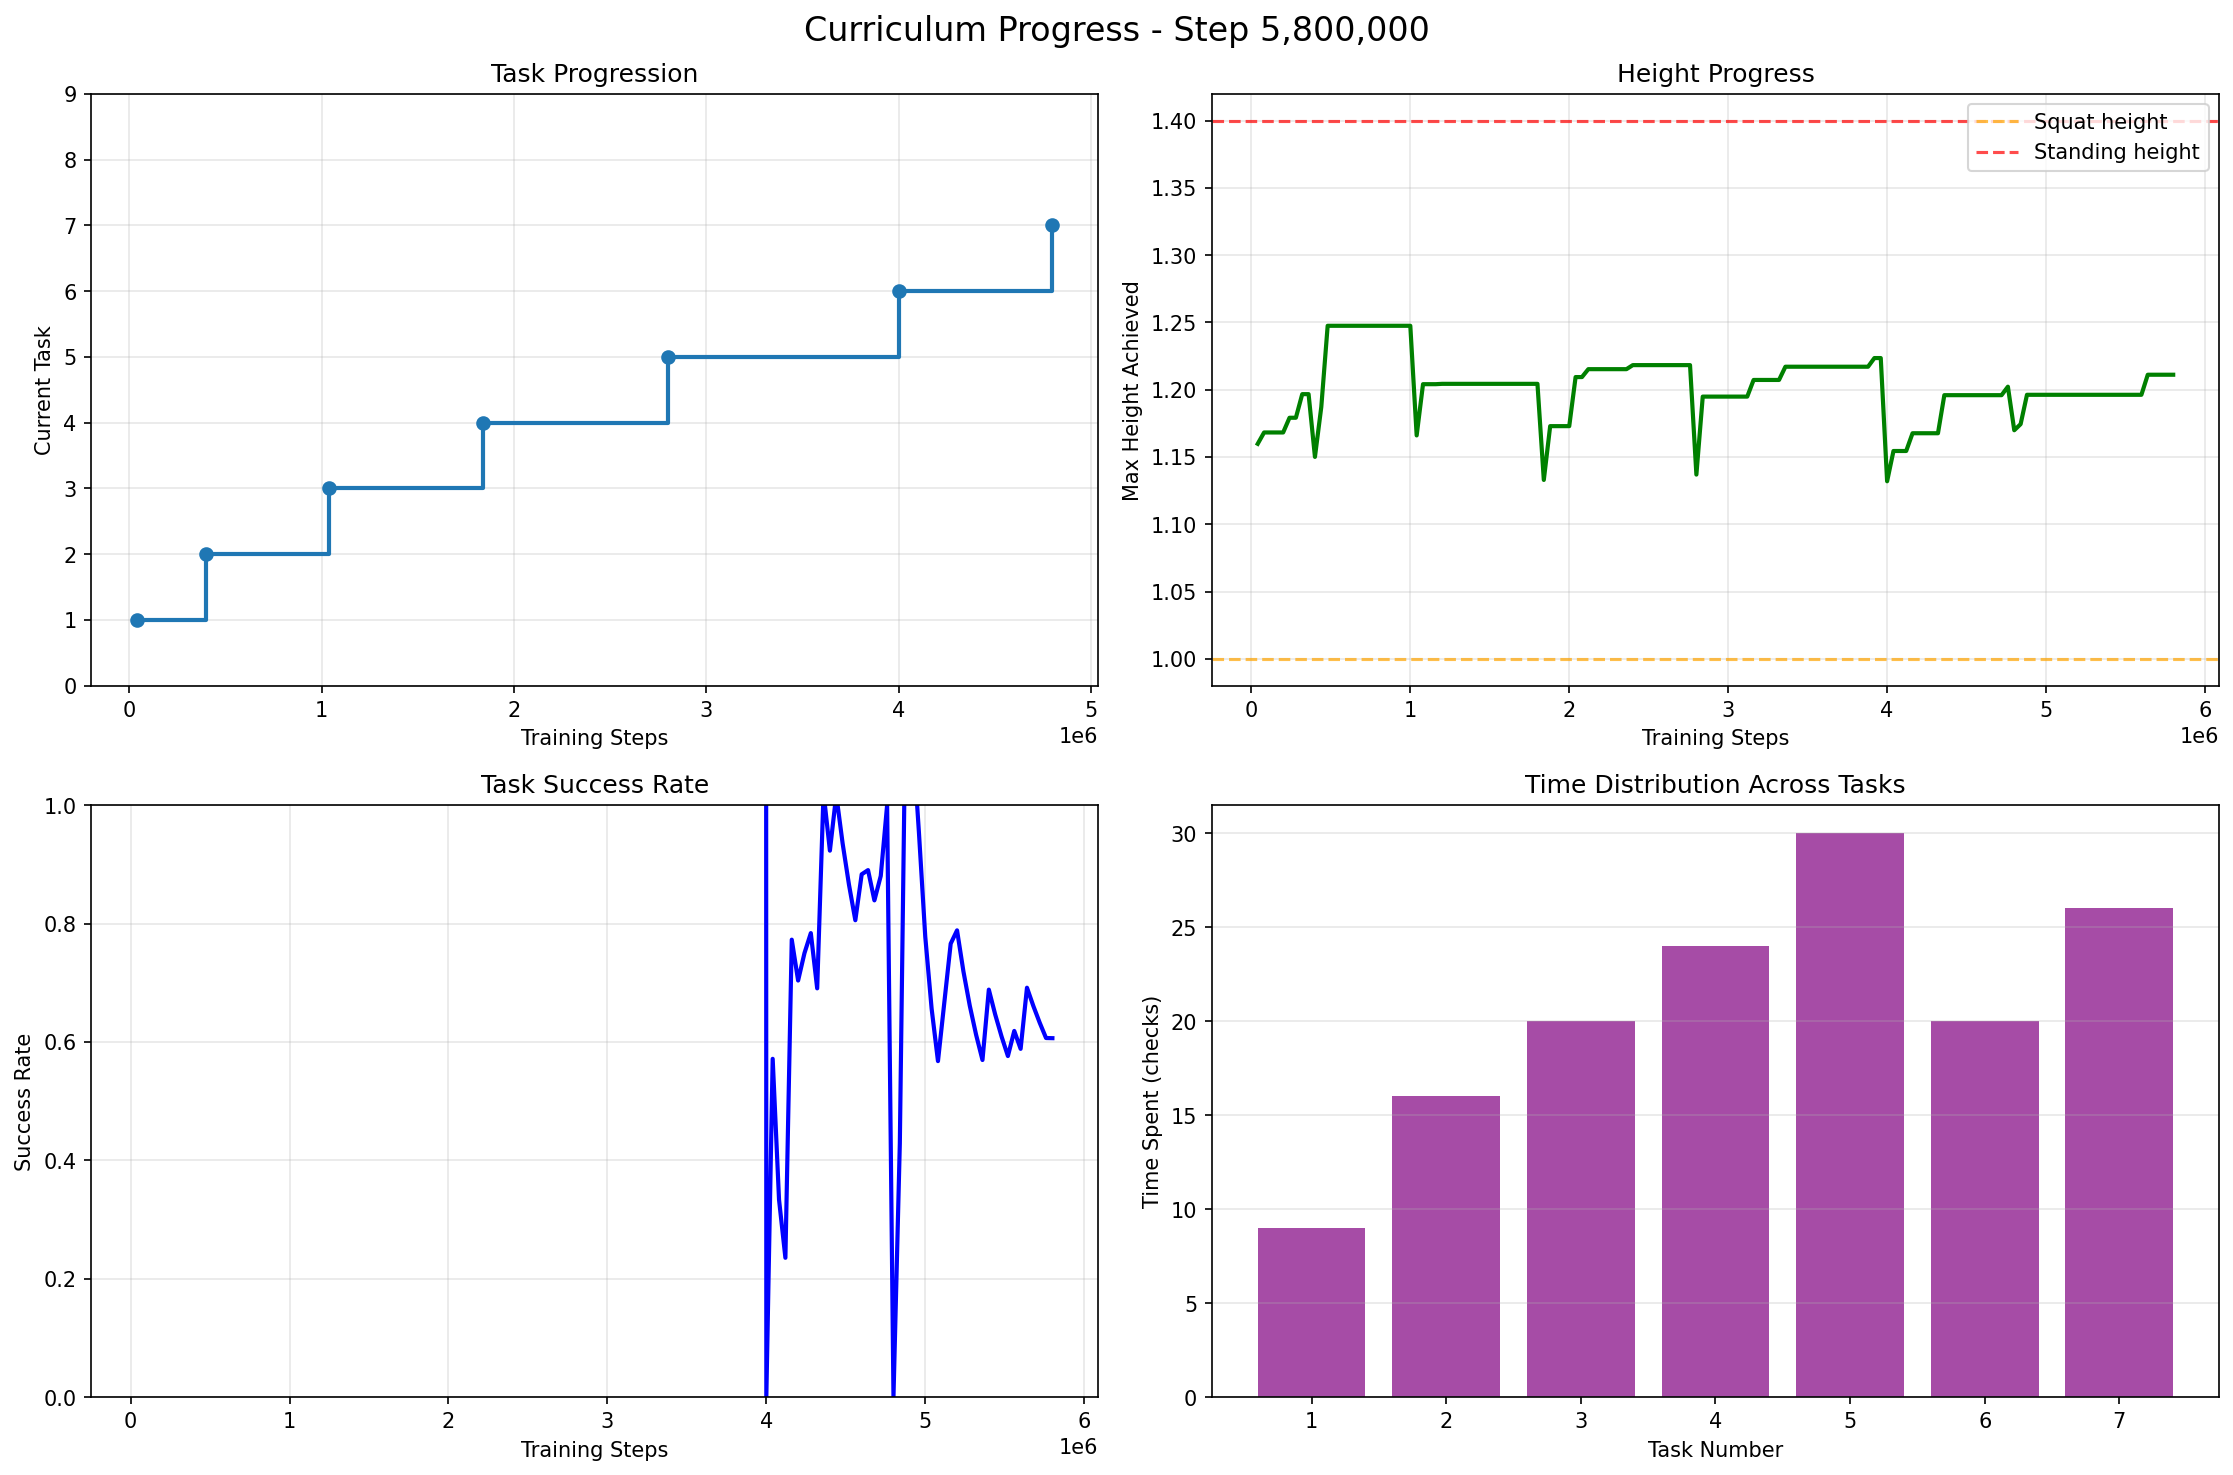 Curriculum Progress - Step 5,800,000
Task Progression
9
8
7
6
5
4
3
2
1
0
Current Task
0 1 2 3 4 5
1e6
Training Steps
Height Progress
1.40
1.35
1.30
1.25
1.20
1.15
1.10
1.05
1.00
Max Height Achieved
Squat height
Standing height
0 1 2 3 4 5 6
1e6
Training Steps
Task Success Rate
1.0
0.8
0.6
0.4
0.2
0.0
Success Rate
0 1 2 3 4 5 6
1e6
Training Steps
Time Distribution Across Tasks
30
25
20
15
10
5
0
Time Spent (checks)
1 2 3 4 5 6 7
Task Number